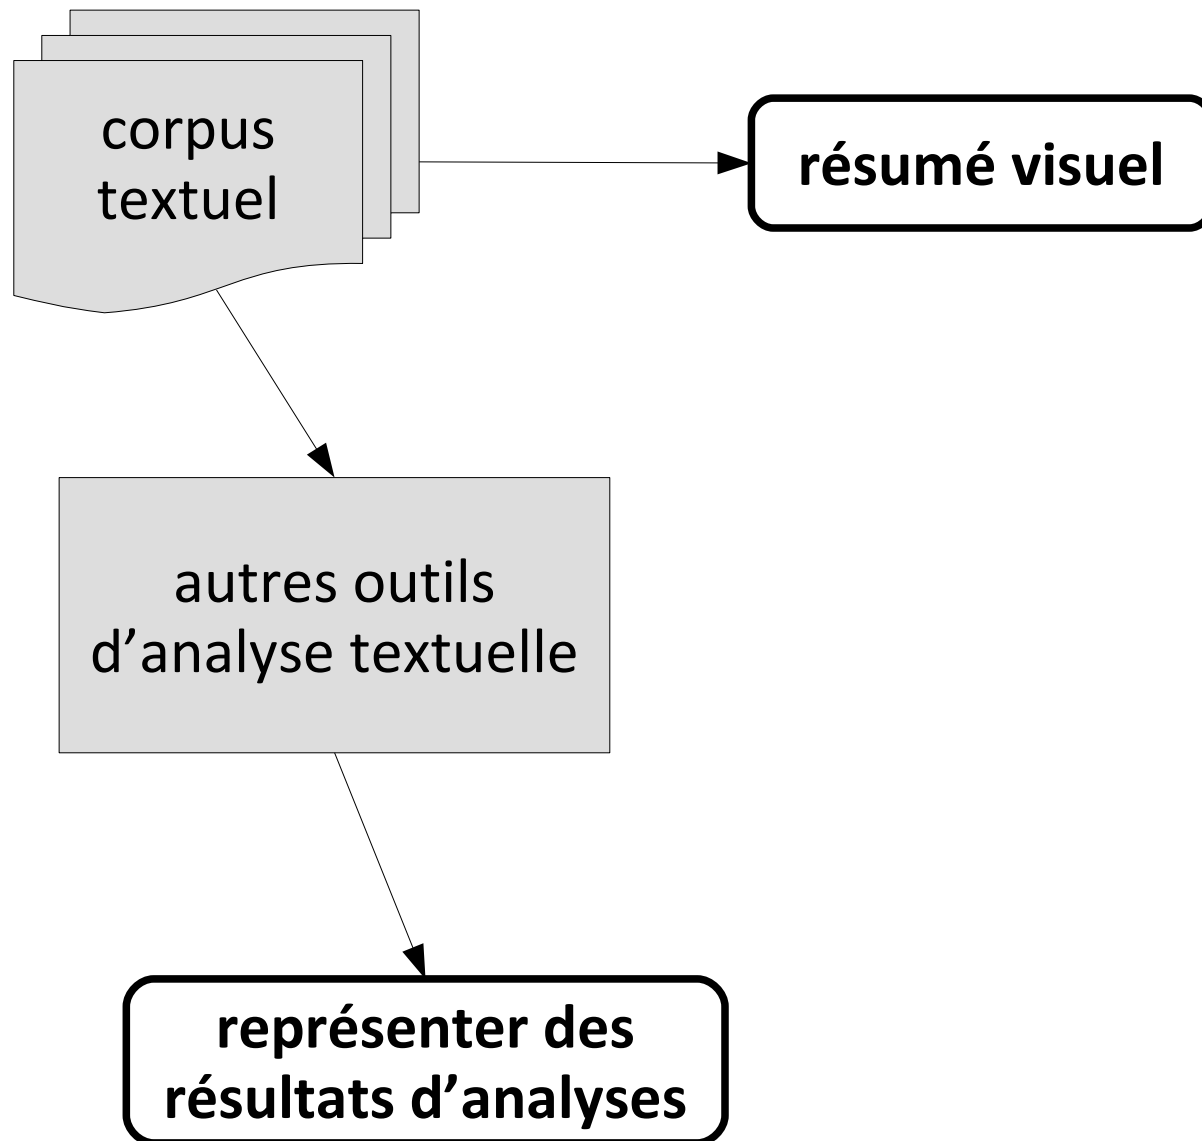 corpus
textuel
résumé visuel
autres outils
d’analyse textuelle
représenter des
résultats d’analyses